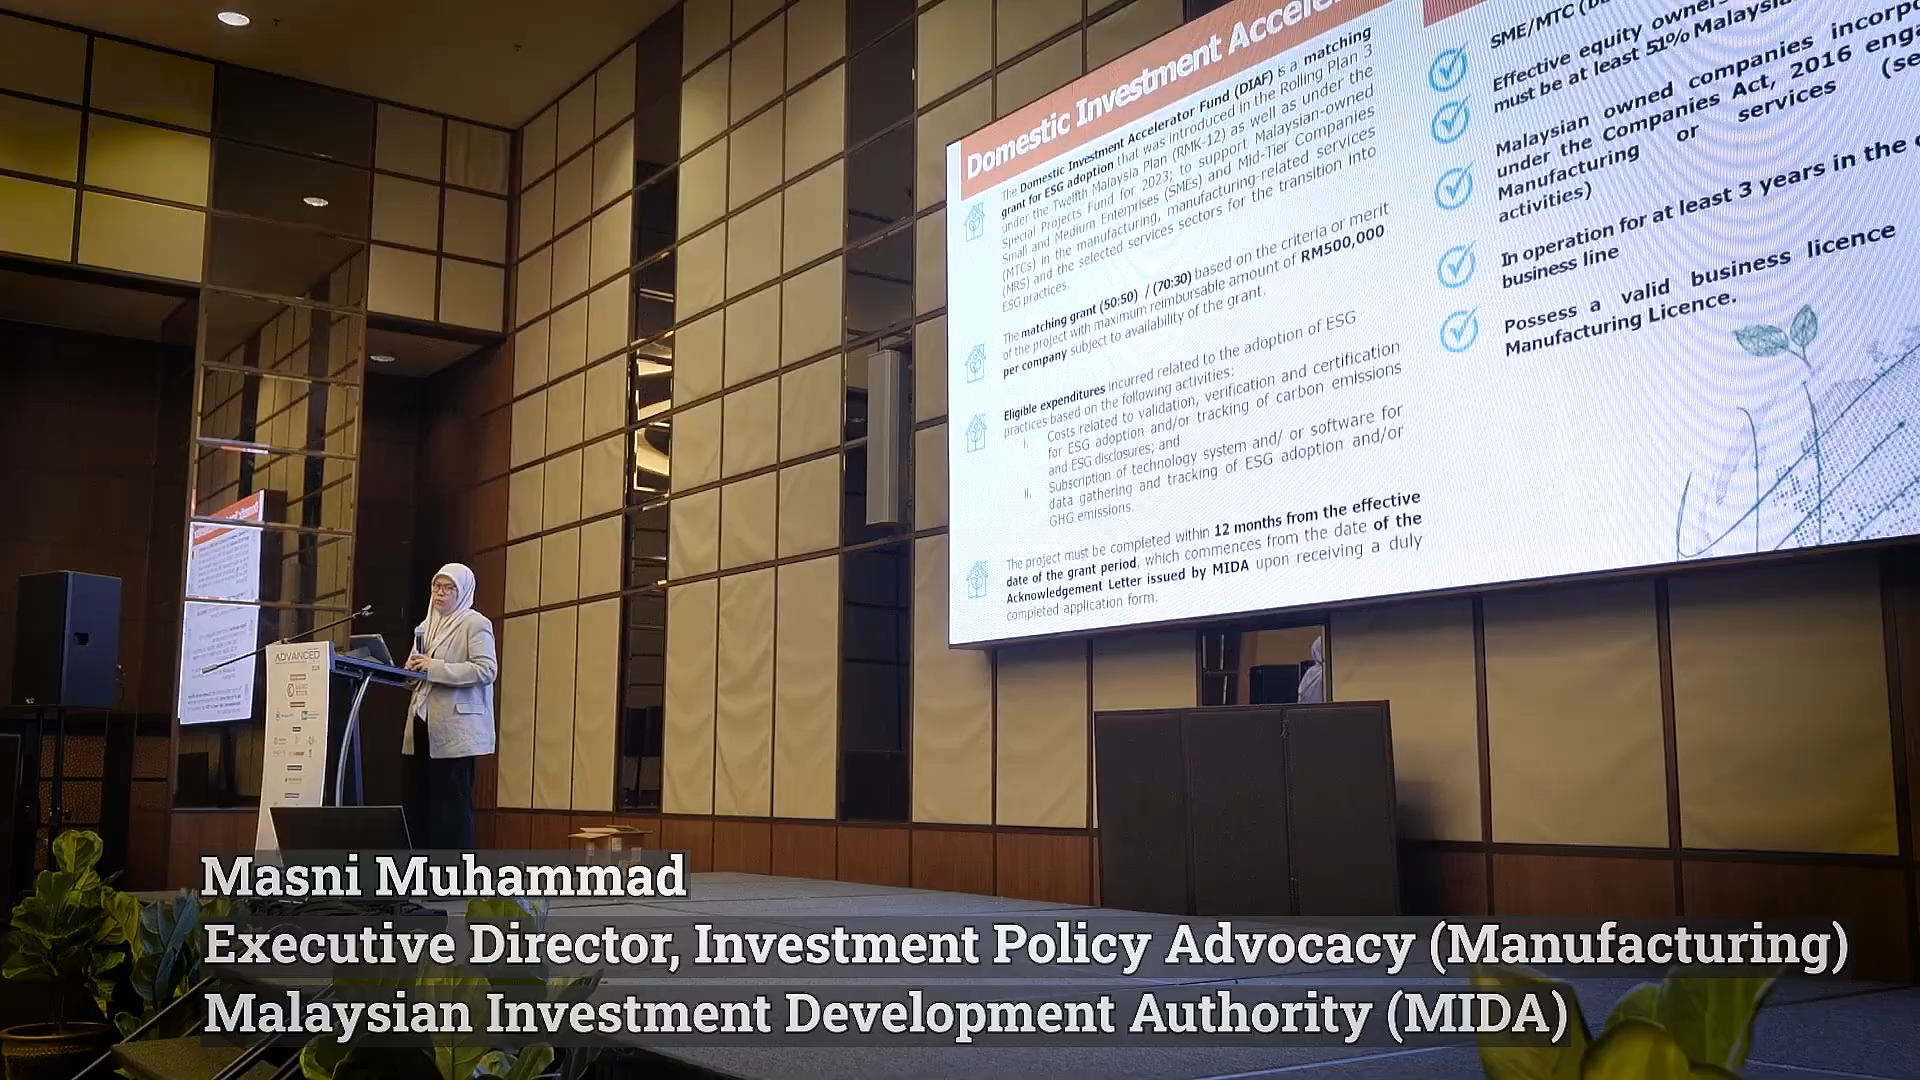 Domestic Investment
The Domestic Investment Accelerator Fund (DIAF) is a matching
grant for ESG adoption that was introduced in the Rolling Plan 3
under the Twelfth Malaysia Plan (RMK-12) as well as under the
Special Projects Fund for 2023; to support Malaysian-owned
Small and Medium Enterprises (SMEs) and Mid-Tier Companies
(MTCs) in the manufacturing, manufacturing-related services
(MRS) and the selected services sectors for the transition into
ESG practices.
The matching grant (50:50) / (70:30) based on the criteria or merit
of the project with maximum reimbursable amount of RM500,000
per company subject to availability of the grant.
Eligible expenditures incurred related to the adoption of ESG
practices based on the following activities:
i. Costs related to validation, verification and certification
for ESG adoption and/or tracking of carbon emissions
and ESG disclosures; and
ii. Subscription of technology system and/ or software for
data gathering and tracking of ESG adoption and/or
GHG emissions.
The project must be completed within 12 months from the effective
date of the grant period, which commences from the date of the
Acknowledgement Letter issued by MIDA upon receiving a duly
completed application form.
SME/MTC
Effective equity
must be at least 51%
Malaysian owned companies
under the Companies Act, 2016
Manufacturing or services
activities)
In operation for at least 3 years in the
business line
Possess a valid business licence
Manufacturing Licence.
ADVANCED
Masni Muhammad
Executive Director, Investment Policy Advocacy (Manufacturing)
Malaysian Investment Development Authority (MIDA)